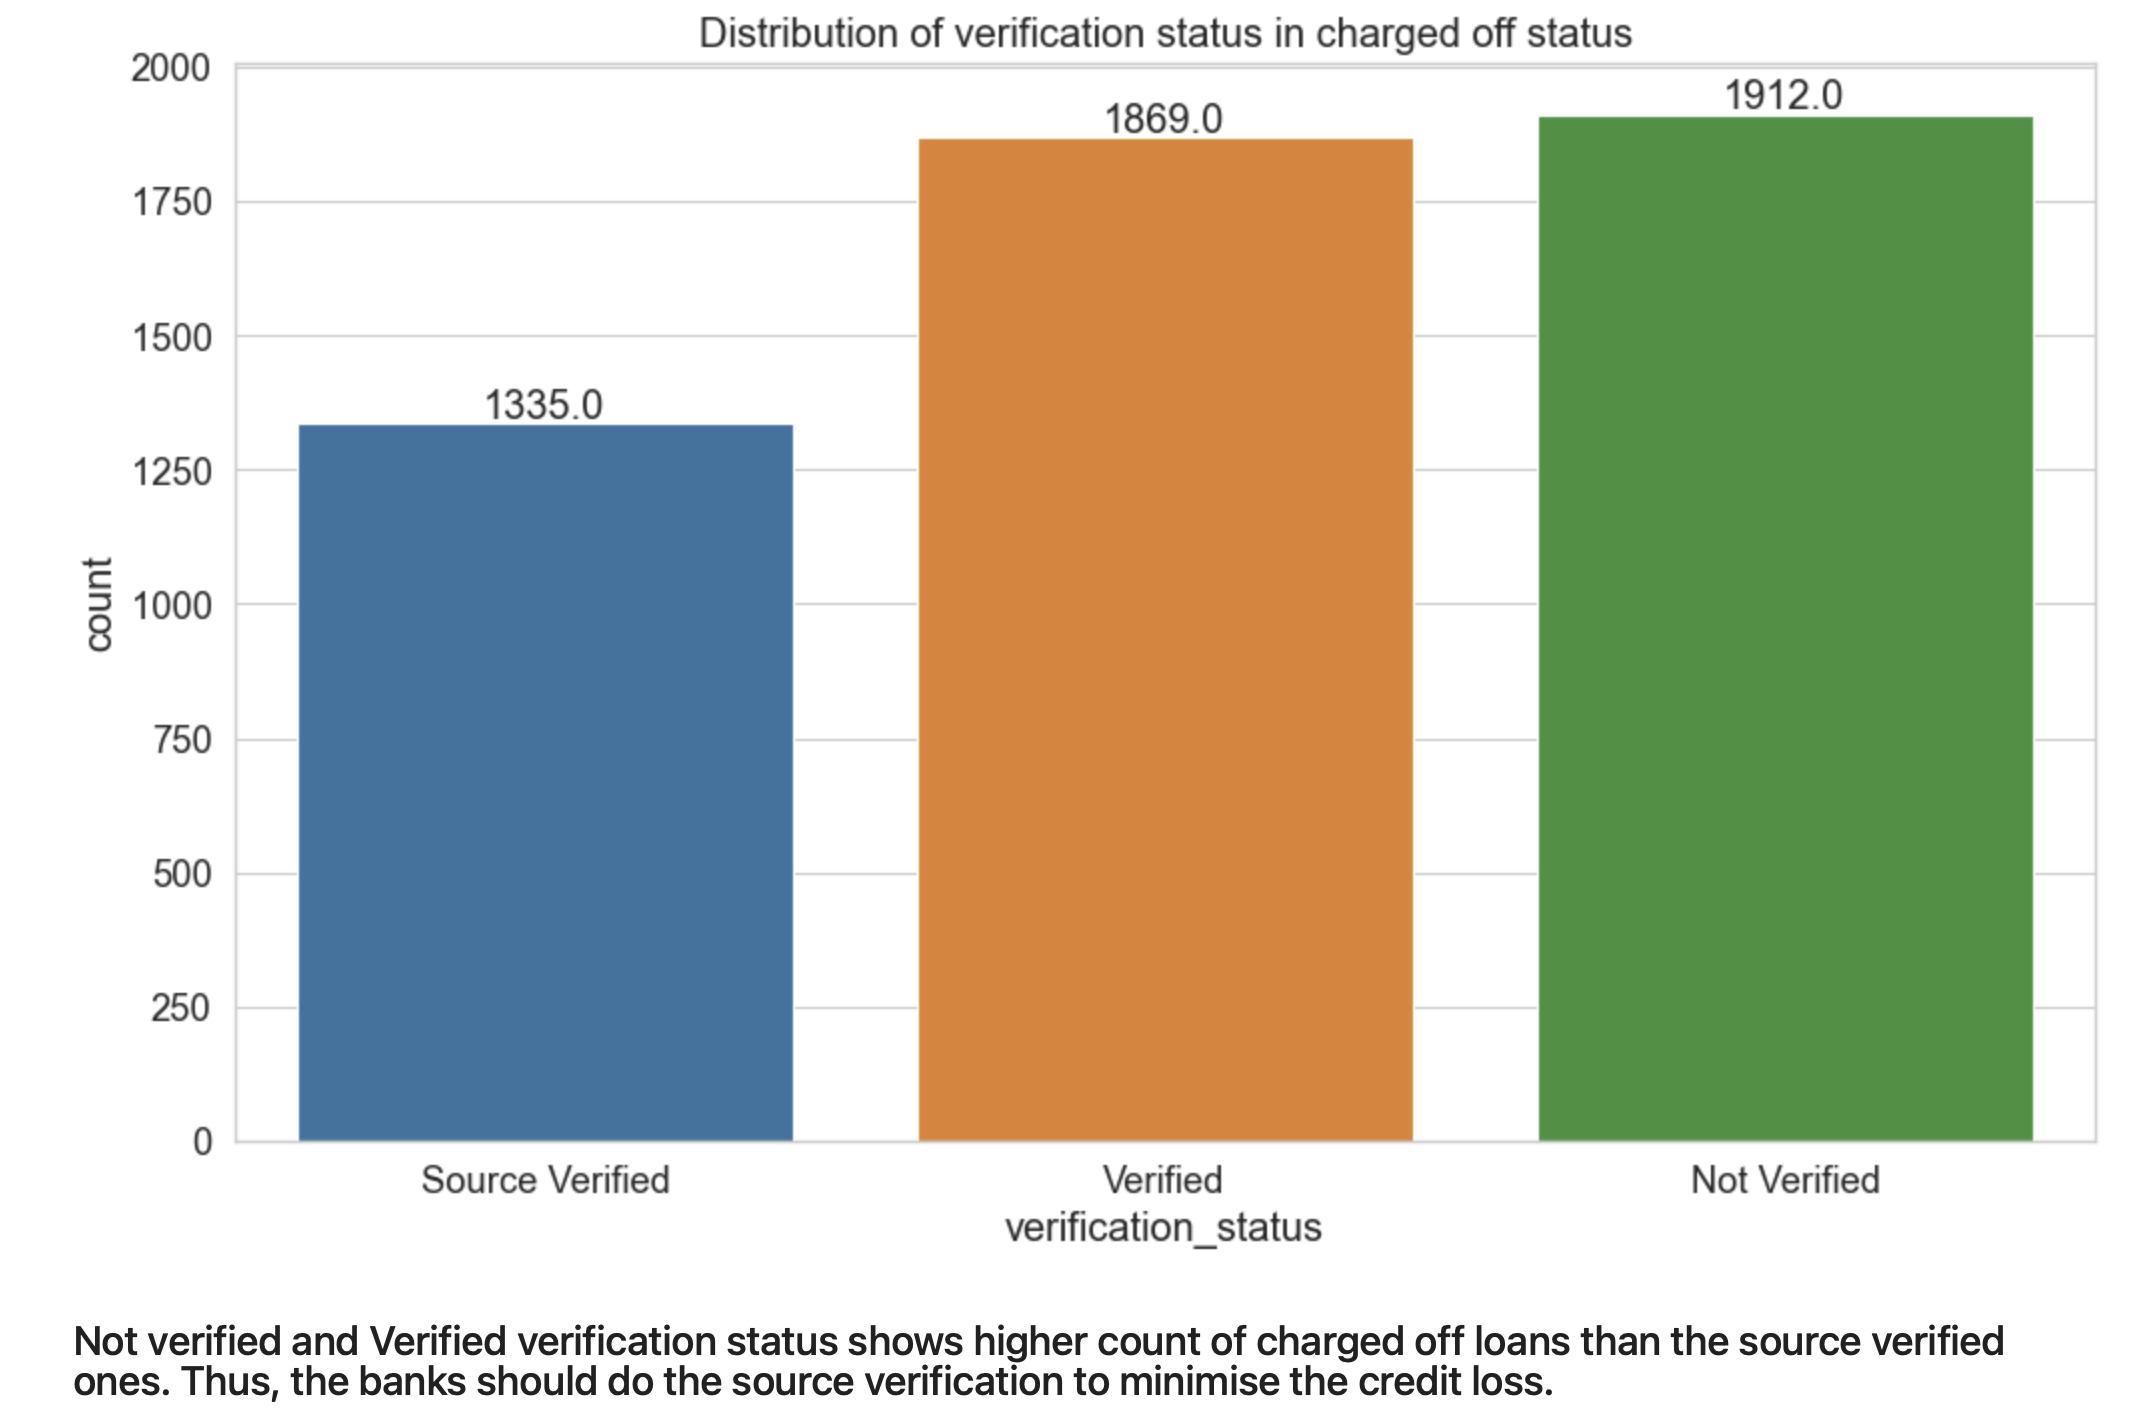 Distribution of verification status in charged off status
2000
1912.0
1869.0
1750
1500
1335.0
1250
1000
count
750
500
250
0
Source Verified
Verified
Not Verified
verification_status
Not verified and Verified verification status shows higher count of charged off loans than the source verified
ones. Thus, the banks should do the source verification to minimise the credit loss.